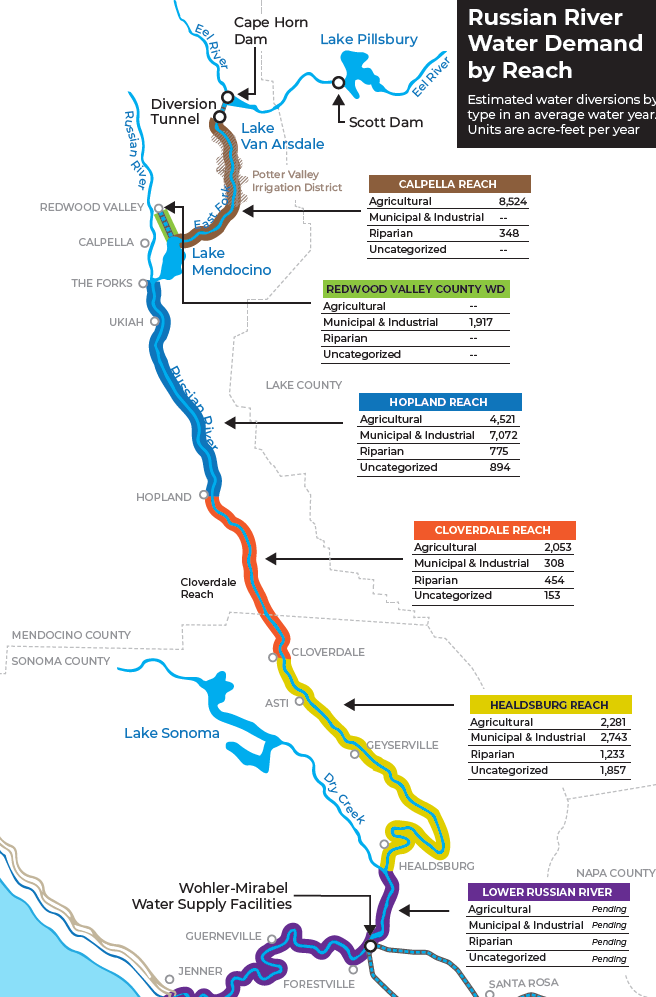 Russian River
Water Demand
by Reach
Estimated water diversions by
type in an average water year.
Units are acre-feet per year
Cape Horn
Dam
Eel River
Lake Pillsbury
Eel River
Diversion
Tunnel
Scott Dam
Lake
Van Arsdale
Russian River
Potter Valley
Irrigation District
East Fork
REDWOOD VALLEY
CALPELLA
Lake
Mendocino
THE FORKS
UKIAH
CALPELLA REACH
Agricultural 8,524
Municipal & Industrial --
Riparian 348
Uncategorized --
REDWOOD VALLEY COUNTY WD
Agricultural --
Municipal & Industrial 1,917
Riparian --
Uncategorized --
LAKE COUNTY
Russian River
HOPLAND REACH
Agricultural 4,521
Municipal & Industrial 7,072
Riparian 775
Uncategorized 894
HOPLAND
CLOVERDALE REACH
Agricultural 2,053
Municipal & Industrial 308
Riparian 454
Uncategorized 153
Cloverdale
Reach
MENDOCINO COUNTY
SONOMA COUNTY
CLOVERDALE
ASTI
HEALDSBURG REACH
Agricultural 2,281
Municipal & Industrial 2,743
Riparian 1,233
Uncategorized 1,857
Lake Sonoma
GEYSERVILLE
Dry Creek
HEALDSBURG
NAPA COUNTY
Wohler-Mirabel
Water Supply Facilities
LOWER RUSSIAN RIVER
Agricultural Pending
Municipal & Industrial Pending
Riparian Pending
Uncategorized Pending
GUERNEVILLE
JENNER
FORESTVILLE
SANTA ROSA